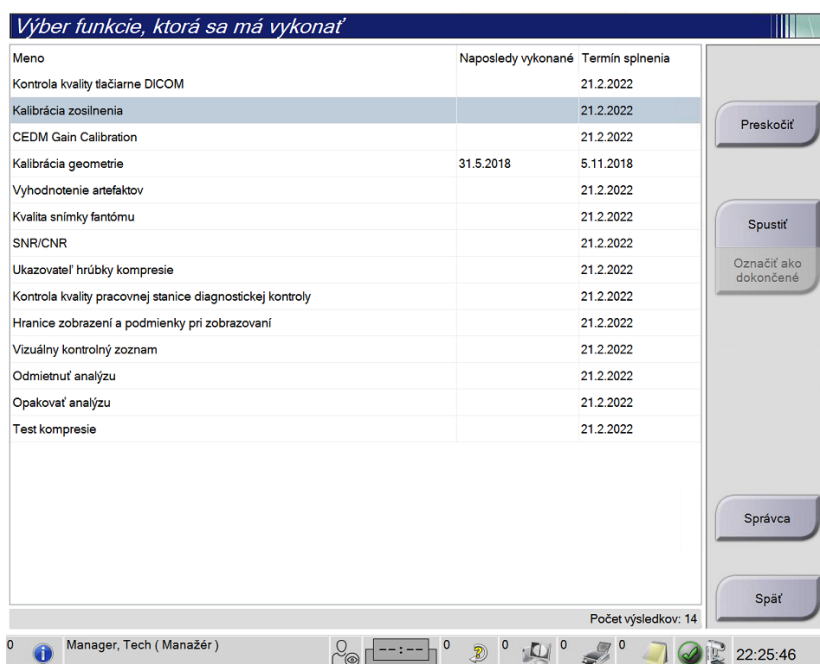 Výber funkcie, ktorá sa má vykonať
Meno Naposledy vykonané Termín splnenia
Kontrola kvality tlačiarne DICOM 21.2.2022
Kalibrácia zosilnenia 21.2.2022
CEDM Gain Calibration 21.2.2022
Kalibrácia geometrie 31.5.2018 5.11.2018
Vyhodnotenie artefaktov 21.2.2022
Kvalita snímky fantómu 21.2.2022
SNR/CNR 21.2.2022
Ukazovateľ hrúbky kompresie 21.2.2022
Kontrola kvality pracovnej stanice diagnostickej kontroly 21.2.2022
Hranice zobrazení a podmienky pri zobrazovaní 21.2.2022
Vizuálny kontrolný zoznam 21.2.2022
Odmietnuť analýzu 21.2.2022
Opakovať analýzu 21.2.2022
Test kompresie 21.2.2022
Počet výsledkov: 14
Preskočiť
Spustiť
Označiť ako
dokončené
Správca
Späť
0 Manager, Tech ( Manažér ) --:-- 0 0 0 0 22:25:46